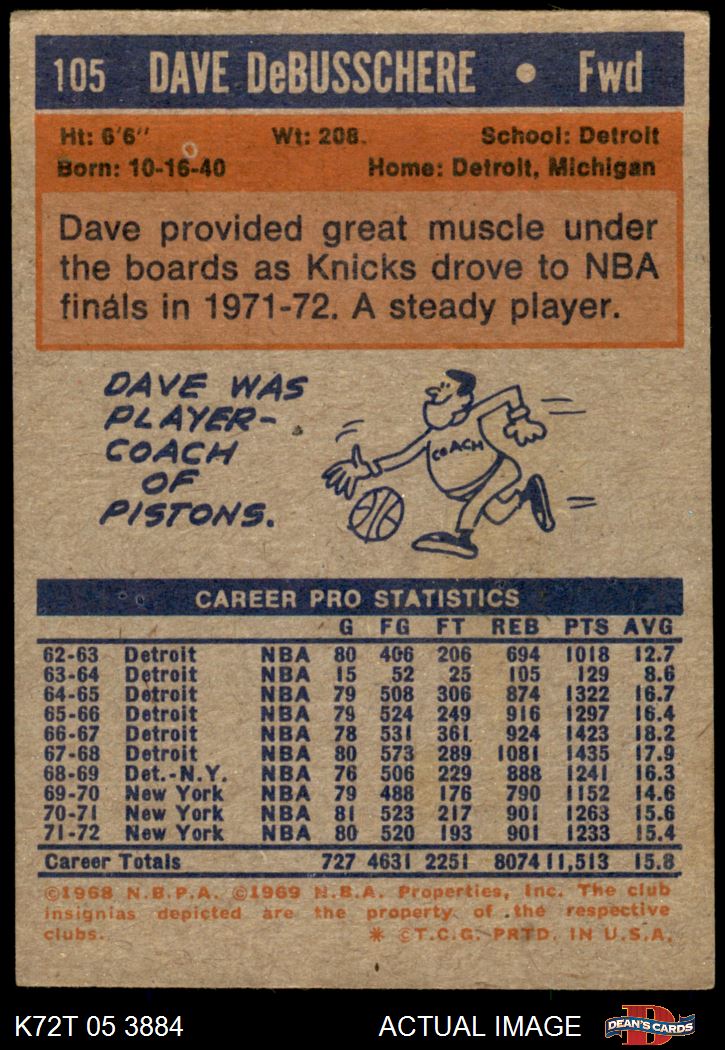 105 DAVE DeBUSSCHERE • Fwd
Ht: 6'6" Wt: 208. School: Detroit
Born: 10-16-40 Home: Detroit, Michigan
Dave provided great muscle under
the boards as Knicks drove to NBA
finals in 1971-72. A steady player.
DAVE WAS
PLAYER-
COACH
OF
PISTONS.
COACH
CAREER PRO STATISTICS
G FG FT REB PTS AVG
62-63 Detroit NBA 80 406 206 694 1018 12.7
63-64 Detroit NBA 15 52 25 105 129 8.6
64-65 Detroit NBA 79 508 306 874 1322 16.7
65-66 Detroit NBA 79 524 249 916 1297 16.4
66-67 Detroit NBA 78 531 361 924 1423 18.2
67-68 Detroit NBA 80 573 289 1081 1435 17.9
68-69 Det.-N.Y. NBA 76 506 229 888 1241 16.3
69-70 New York NBA 79 488 176 790 1152 14.6
70-71 New York NBA 81 523 217 901 1263 15.6
71-72 New York NBA 80 520 193 901 1233 15.4
Career Totals 727 4631 2251 8074 11,513 15.8
©1968 N.B.P.A. ©1969 N.B.A. Properties, Inc. The club
insignias depicted are the property of the respective
clubs. * ©T.C.G. PRTD. IN U.S.A.
K72T 05 3884 ACTUAL IMAGE DEAN'S CARDS